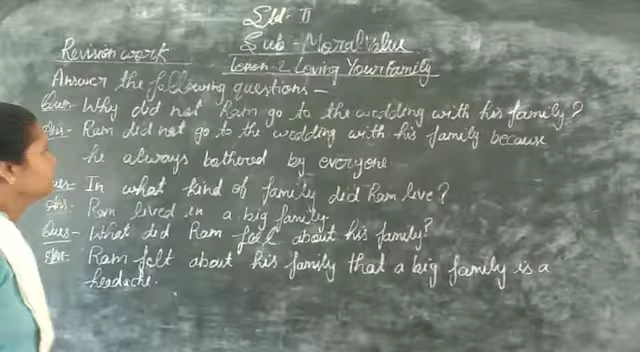 Std- II
Sub- Moral Value
Revision work
Lesson-2 Loving Your Family
Answer the following questions-
Ques- Why did not Ram go to the wedding with his family?
Ans- Ram did not go to the wedding with his family because
he always bothered by everyone
Ques- In what kind of family did Ram live?
Ans- Ram lived in a big family.
Ques- What did Ram feel about his family?
Ans- Ram felt about his family that a big family is a
headache.